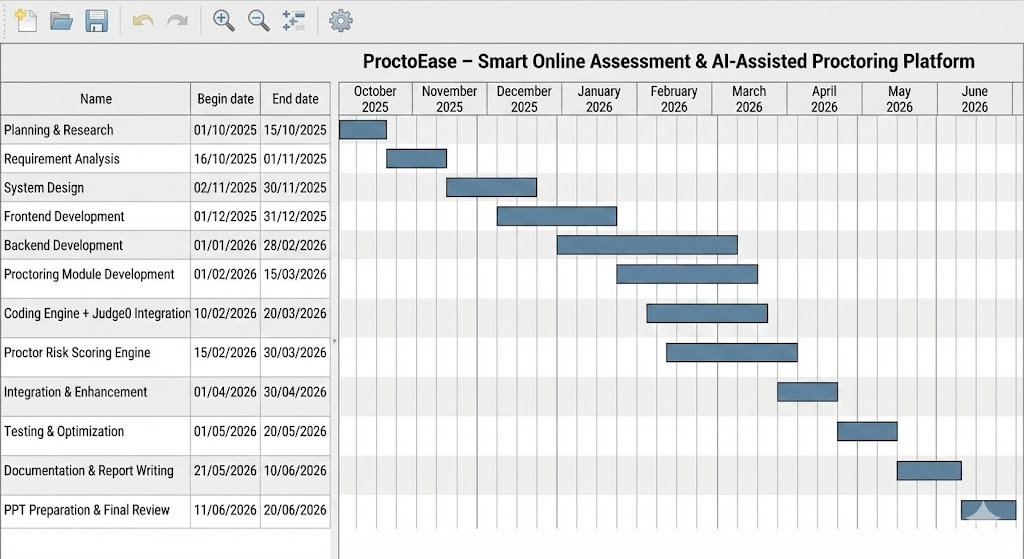 ProctoEase – Smart Online Assessment & AI-Assisted Proctoring Platform
Name Begin date End date
October 2025 November 2025 December 2025 January 2026 February 2026 March 2026 April 2026 May 2026 June 2026
Planning & Research 01/10/2025 15/10/2025
Requirement Analysis 16/10/2025 01/11/2025
System Design 02/11/2025 30/11/2025
Frontend Development 01/12/2025 31/12/2025
Backend Development 01/01/2026 28/02/2026
Proctoring Module Development 01/02/2026 15/03/2026
Coding Engine + Judge0 Integration 10/02/2026 20/03/2026
Proctor Risk Scoring Engine 15/02/2026 30/03/2026
Integration & Enhancement 01/04/2026 30/04/2026
Testing & Optimization 01/05/2026 20/05/2026
Documentation & Report Writing 21/05/2026 10/06/2026
PPT Preparation & Final Review 11/06/2026 20/06/2026